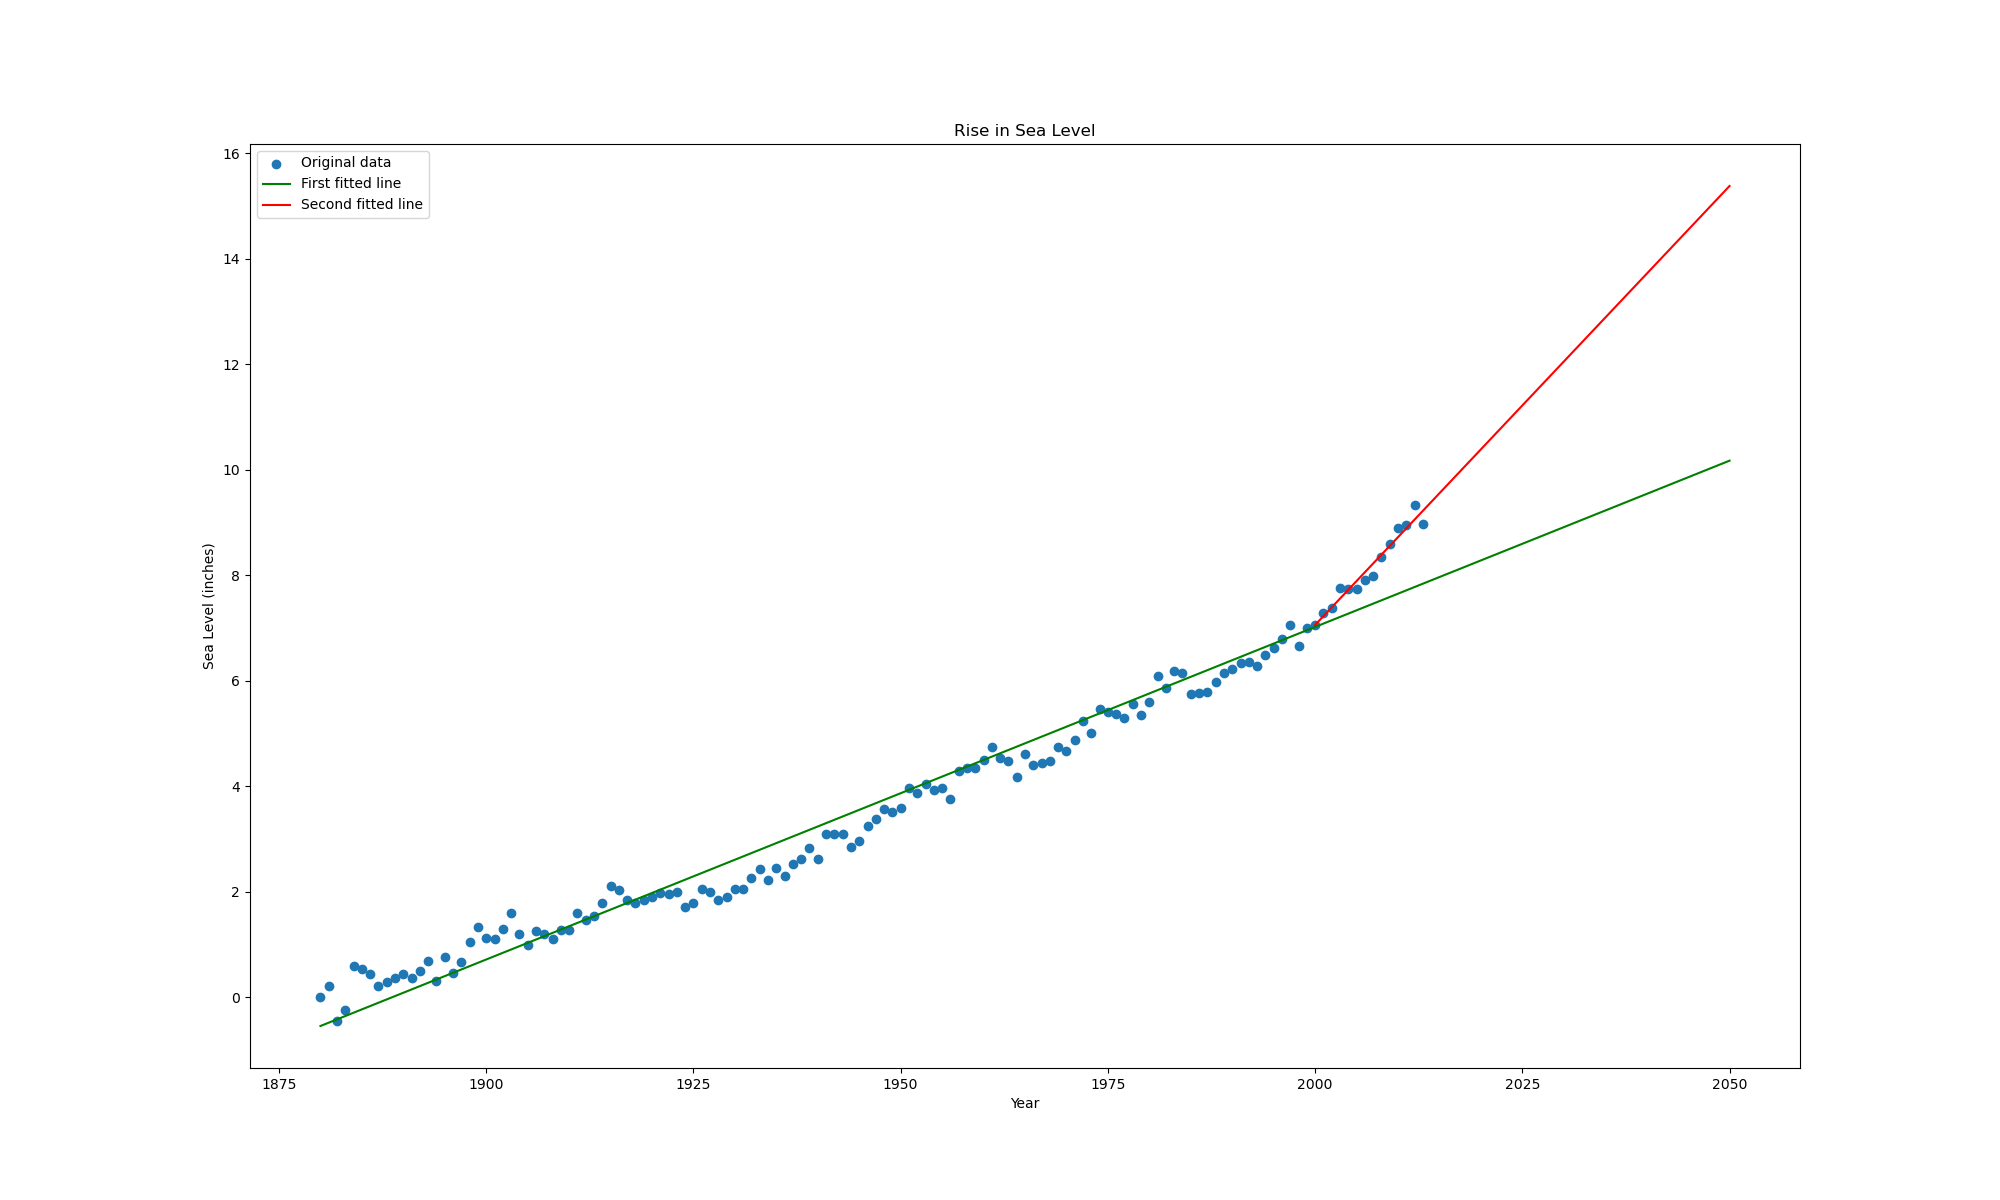 Rise in Sea Level
Original data
First fitted line
Second fitted line
16
14
12
10
8
6
4
2
0
Sea Level (inches)
1875 1900 1925 1950 1975 2000 2025 2050
Year